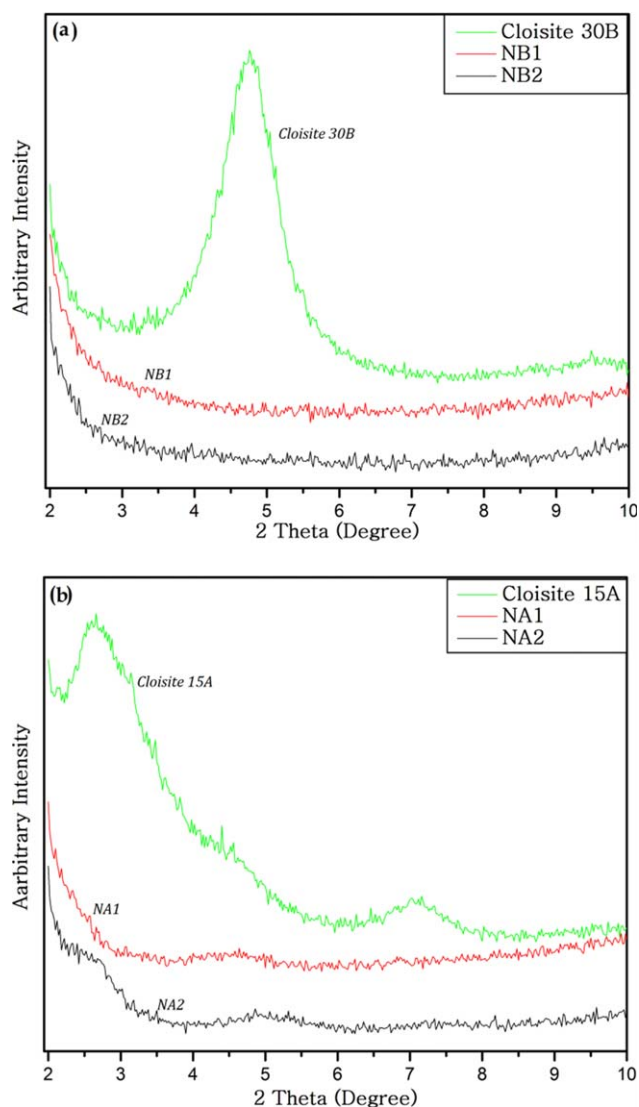 (a)
Cloisite 30B
NB1
NB2
Cloisite 30B
NB1
NB2
Arbitrary Intensity
2 3 4 5 6 7 8 9 10
2 Theta (Degree)
(b)
Cloisite 15A
NA1
NA2
Cloisite 15A
NA1
NA2
Aarbitrary Intensity
2 3 4 5 6 7 8 9 10
2 Theta (Degree)